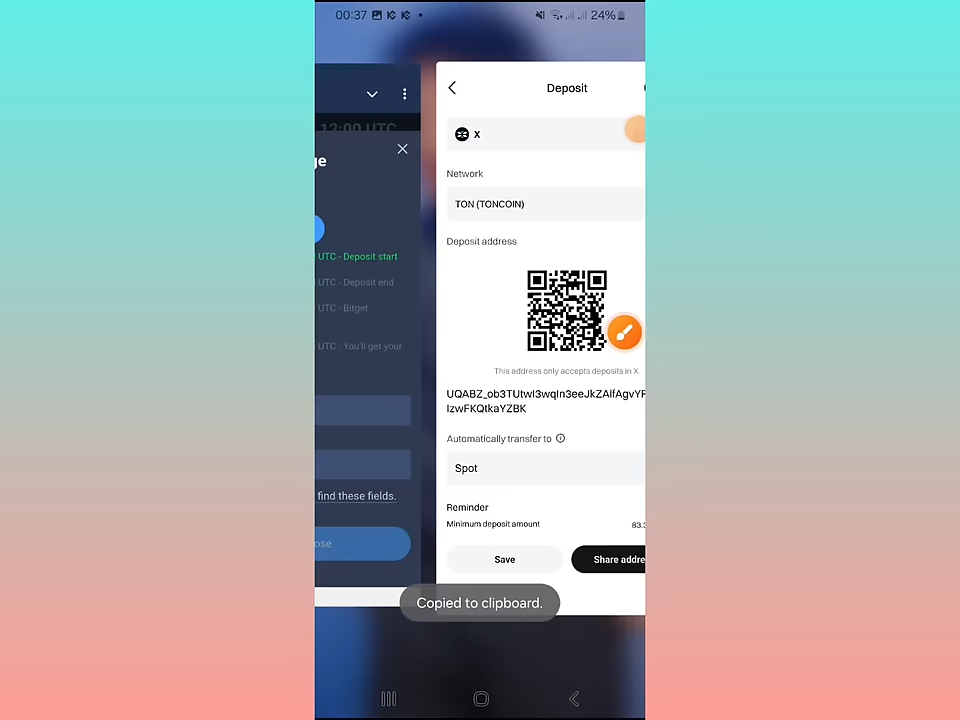 00:37
24%
12:00 UTC
ge
UTC - Deposit start
UTC - Deposit end
UTC - Bitget
UTC - You'll get your
find these fields.
ose
Deposit
X
Network
TON (TONCOIN)
Deposit address
This address only accepts deposits in X.
Automatically transfer to
Spot
Reminder
Minimum deposit amount
83.
Save
Share addre
Copied to clipboard.